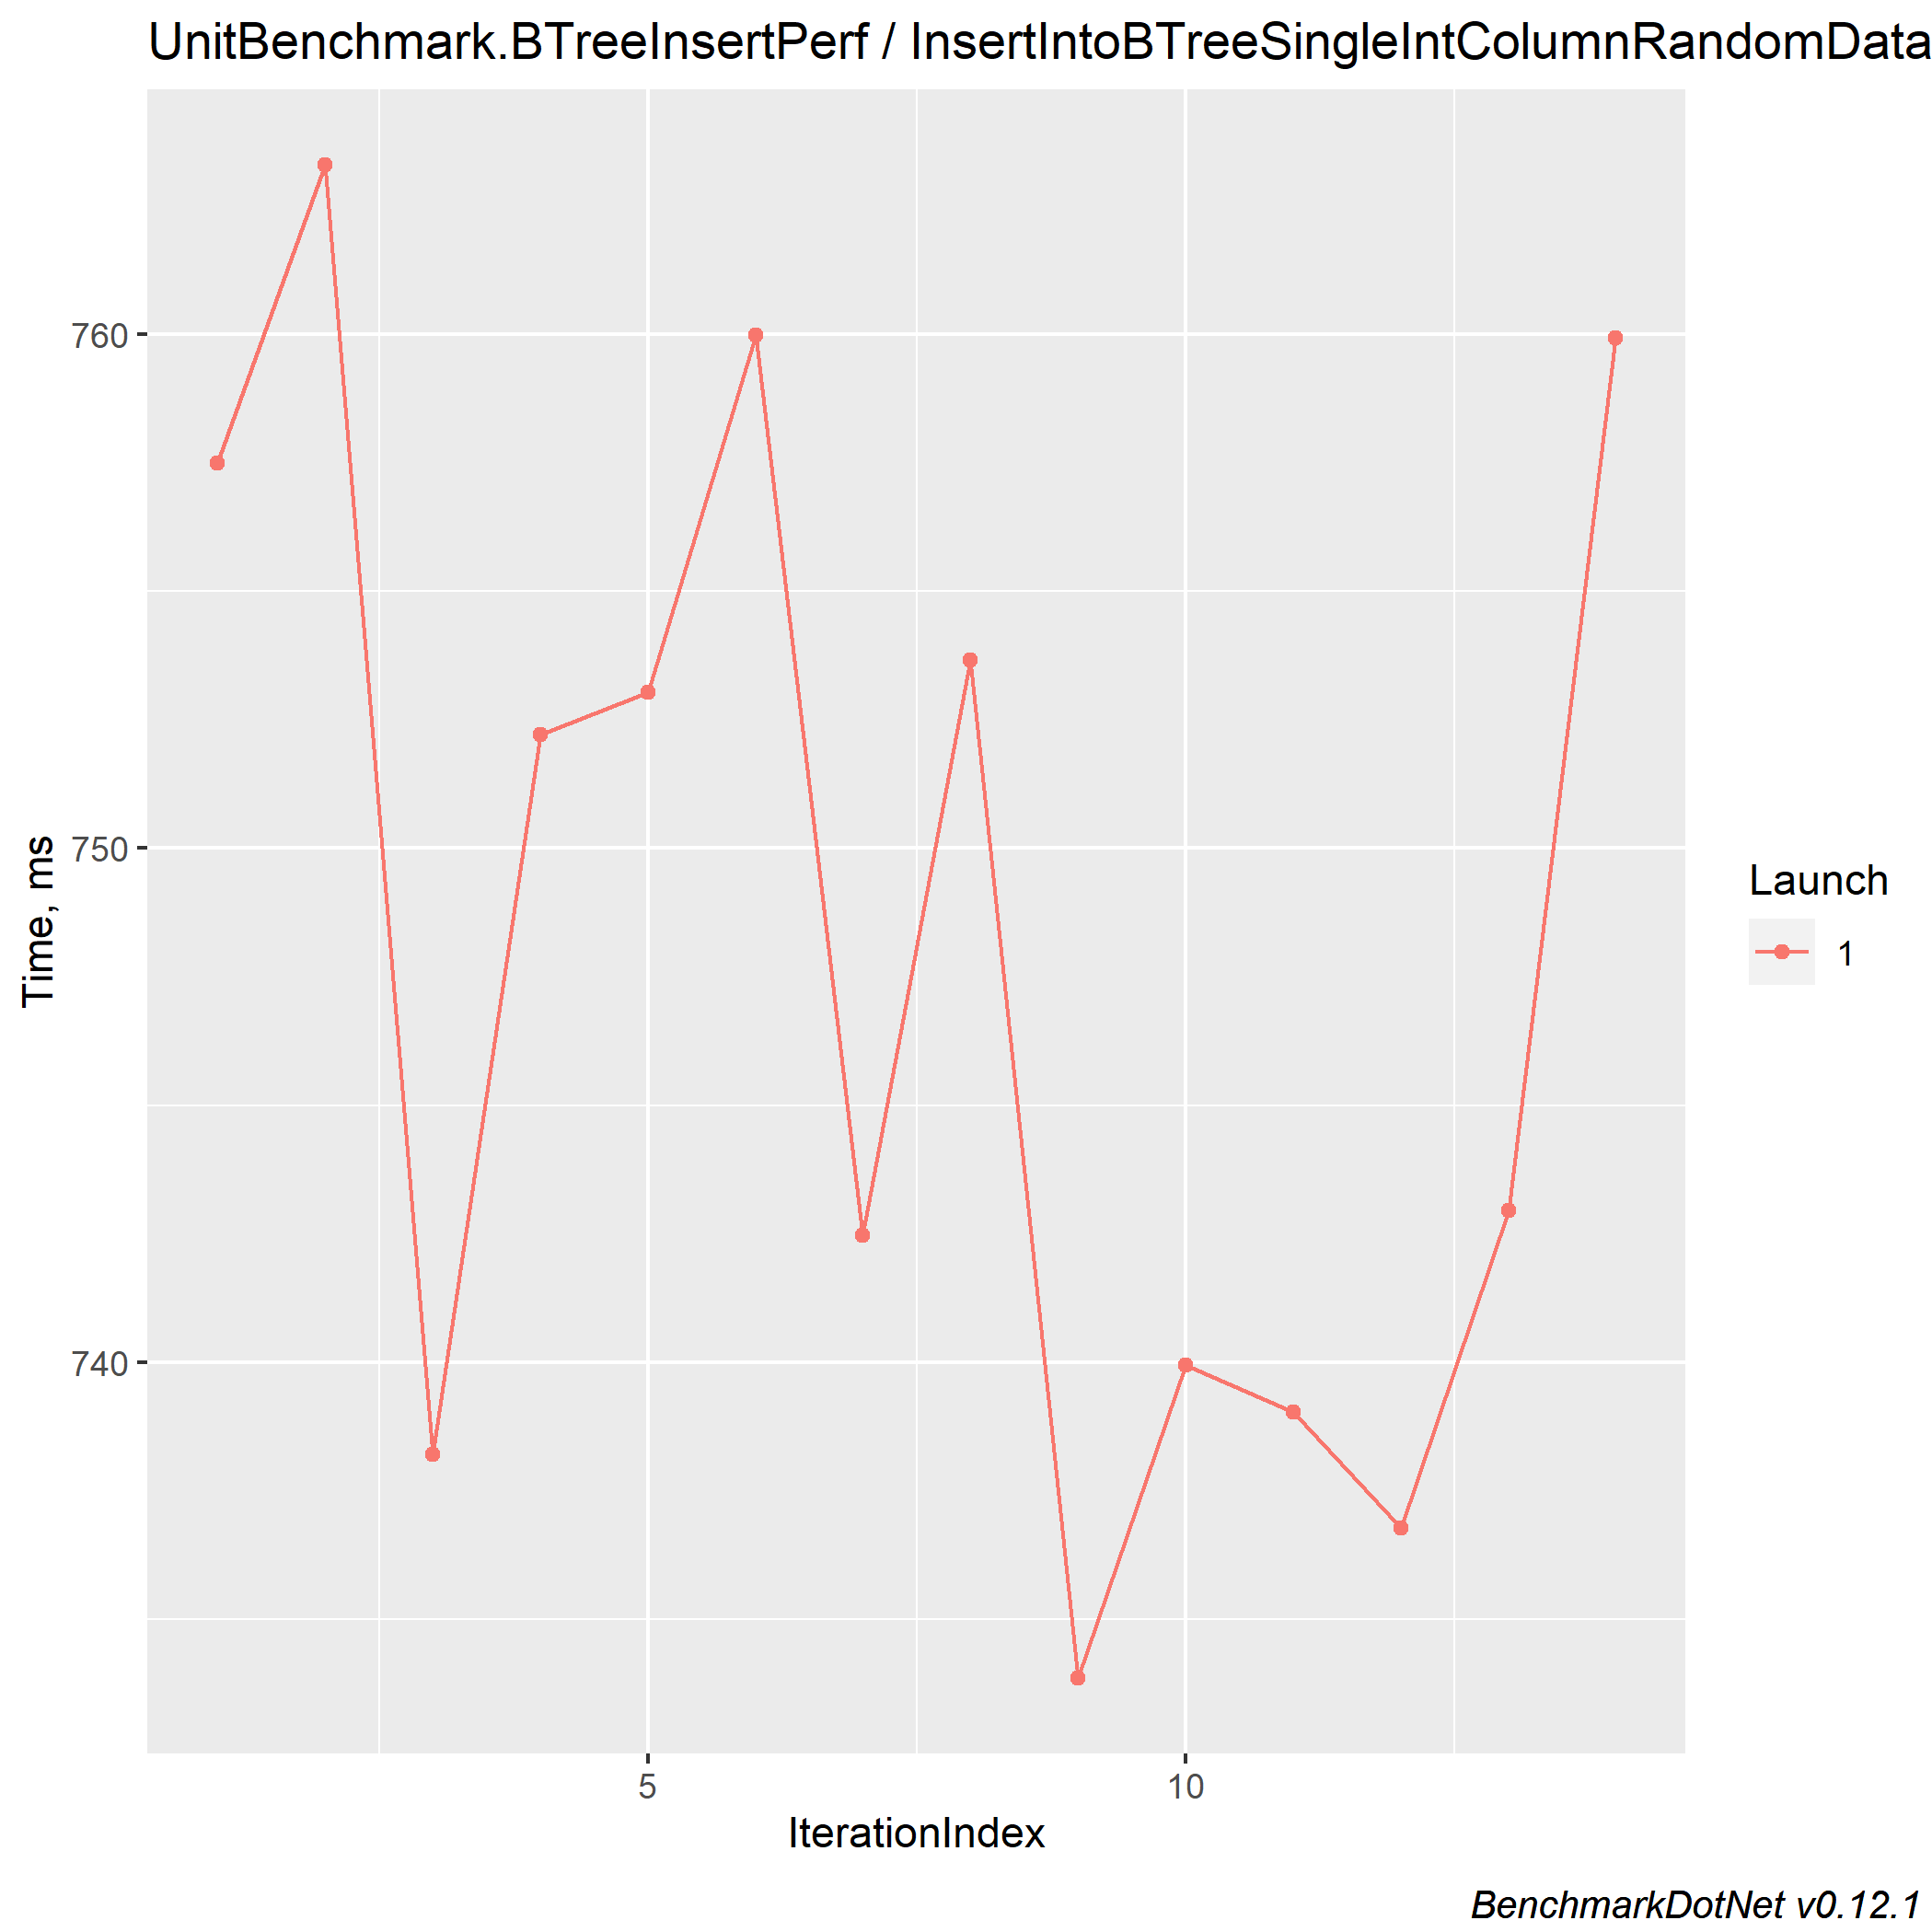 UnitBenchmark.BTreeInsertPerf / InsertIntoBTreeSingleIntColumnRandomData
760
750
740
Time, ms
5
10
IterationIndex
Launch
1
BenchmarkDotNet v0.12.1